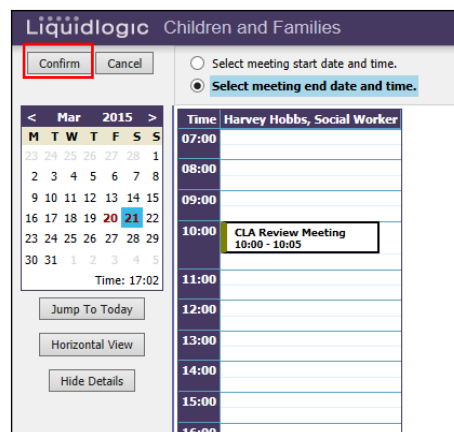 Liquidlogic Children and Families
Confirm Cancel
Select meeting start date and time.
Select meeting end date and time.
< Mar 2015 >
M T W T F S S
23 24 25 26 27 28 1
2 3 4 5 6 7 8
9 10 11 12 13 14 15
16 17 18 19 20 21 22
23 24 25 26 27 28 29
30 31 1 2 3 4 5
Time: 17:02
Jump To Today
Horizontal View
Hide Details
Time Harvey Hobbs, Social Worker
07:00
08:00
09:00
10:00 CLA Review Meeting
10:00 - 10:05
11:00
12:00
13:00
14:00
15:00
16:00